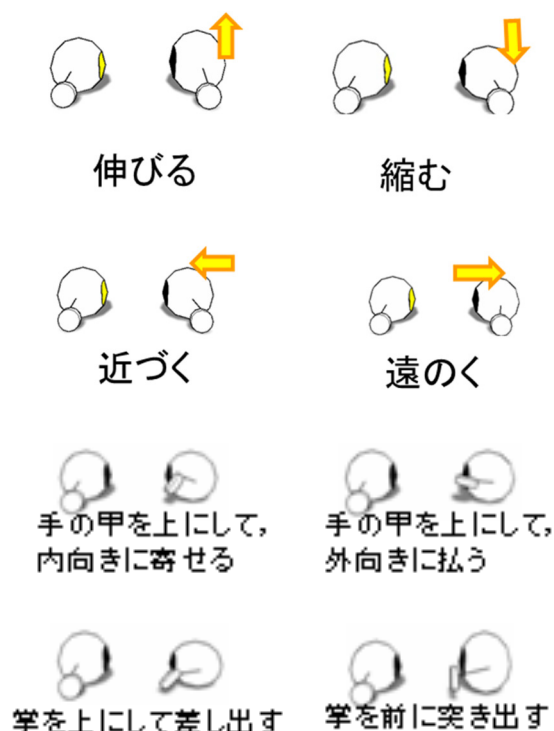 伸びる
縮む
近づく
遠のく
手の甲を上にして，
内向きに寄せる
手の甲を上にして，
外向きに払う
掌を上にして差し出す
掌を前に突き出す